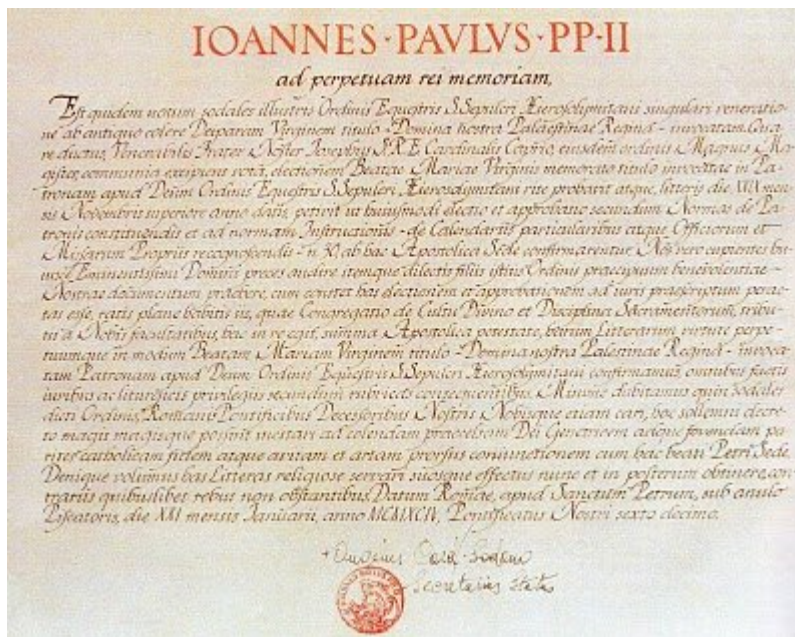 IOANNES·PAVLVS·PP·II
ad perpetuam rei memoriam,
Est quidem notum sodales illustris Ordinis Equestris S. Sepulcri Hierosolymitani singulari veneratio-
ne ab antiquo colere Deiparam Virginem titulo - Domina nostra Palaestinae Regina - invocatam. Qua
re ductus, Venerabilis Frater Noster Iosephus S.R.E. Cardinalis Caprio, eiusdem ordinis Magnus Ma-
gister, communia excipiens vota, electionem Beatae Mariae Virginis memorato titulo invocatae in Pa-
tronam apud Deum Ordinis Equestris S. Sepulcri Hierosolymitani rite probavit atque, litteris die men-
sis Novembris superiore anno datis, petivit ut huiusmodi electio et approbatio secundum Normas de Pa-
tronis constituendis et ad normam Instructionis - de Calendariis particularibus atque Officiorum et
Missarum Propriis recognoscendis - n. 30, ab hac Apostolica Sede confirmarentur. Nos vero cupientes hu-
iusce Eminentissimi Domini preces audire itemque dilectis filiis istius Ordinis praecipuum benevolentiae
Nostrae documentum praebere, cum constet has electionem et approbationem ad iuris praescriptum perac-
tas esse, ratis plane habitis iis, quae Congregatio de Cultu Divino et Disciplina Sacramentorum, tribu-
tis a Nobis facultatibus, hac in re egit, summa Apostolica potestate, harum Litterarum virtute perpe-
tuumque in modum Beatam Mariam Virginem titulo - Domina nostra Palestinae Regina - invoca-
tam Patronam apud Deum Ordinis Equestris S. Sepulcri Hierosolymitani confirmamus, omnibus factis
iuribus ac liturgicis privilegiis secundum rubricas consequentibus. Minime dubitamus quin sodales
dicti Ordinis, Romanis Pontificibus Decessoribus Nostris Nobisque etiam cari, hoc sollemni decre-
to magis magisque possint incitari ad colendam praecelsam Dei Genetricem adque fovendam pa-
riter catholicam fidem atque avitam et artam prorsus coniunctionem cum hac beati Petri Sede.
Denique volumus has Litteras religiose servari suosque effectus nunc et in posterum obtinere, con-
trariis quibuslibet rebus non obstantibus. Datum Romae, apud Sanctum Petrum, sub anulo
Piscatoris, die XXI mensis Ianuarii, anno MCMXCIV, Pontificatus Nostri sexto decimo.
+ Card. Sodano
Secretarius Status